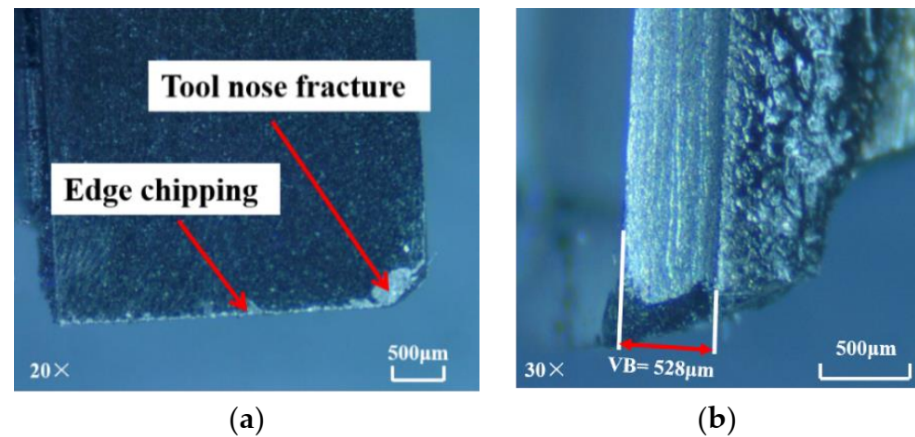 Tool nose fracture
Edge chipping
500μm
20×
(a)
VB= 528μm
500μm
30×
(b)